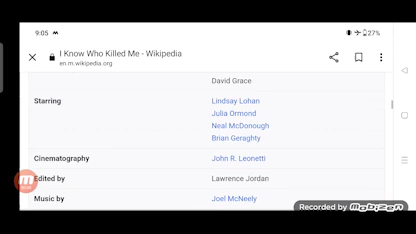 9:05 27%
I Know Who Killed Me - Wikipedia
en.m.wikipedia.org
David Grace
Starring Lindsay Lohan
Julia Ormond
Neal McDonough
Brian Geraghty
Cinematography John R. Leonetti
Edited by Lawrence Jordan
Music by Joel McNeely
Recorded by Mobizen